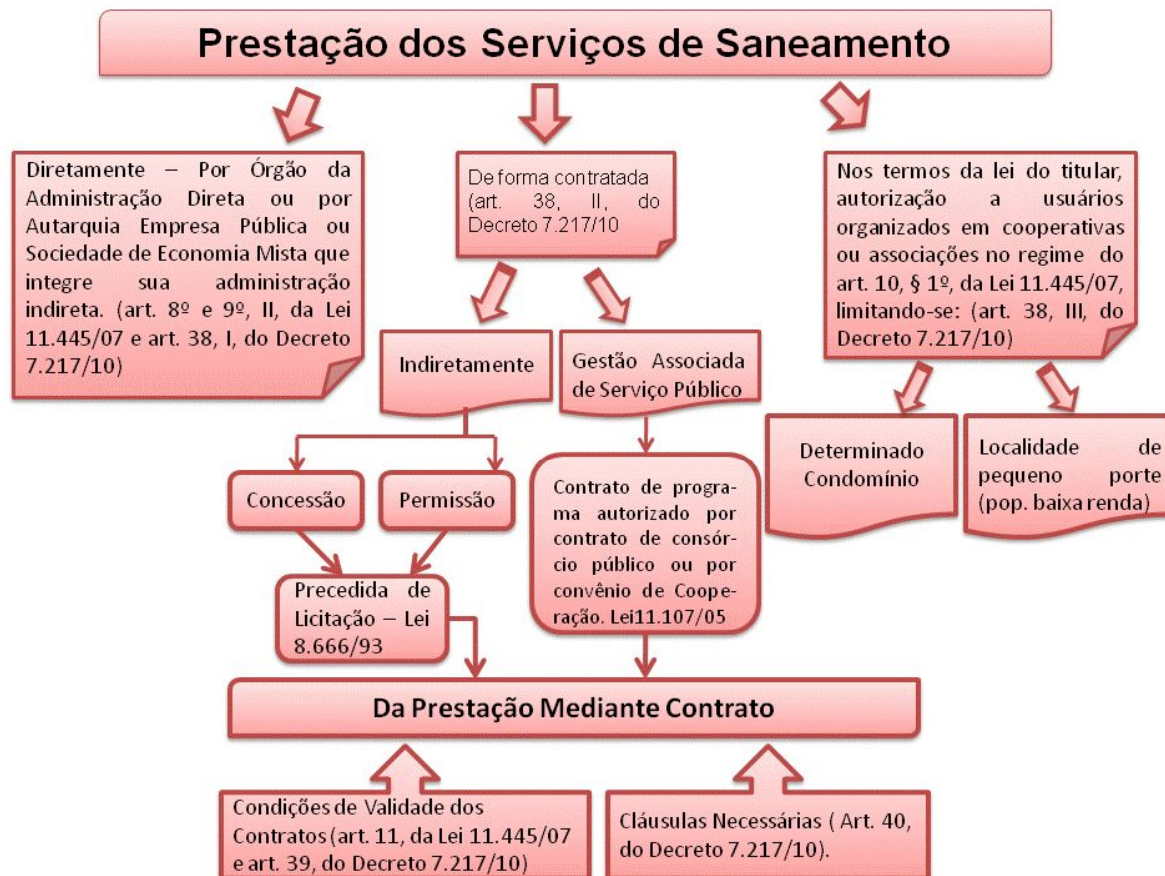 Prestação dos Serviços de Saneamento
Diretamente – Por Órgão da
Administração Direta ou por
Autarquia Empresa Pública ou
Sociedade de Economia Mista que
integre sua administração
indireta. (art. 8º e 9º, II, da Lei
11.445/07 e art. 38, I, do Decreto
7.217/10)
De forma contratada
(art. 38, II, do
Decreto 7.217/10
Nos termos da lei do titular,
autorização a usuários
organizados em cooperativas
ou associações no regime do
art. 10, § 1º, da Lei 11.445/07,
limitando-se: (art. 38, III, do
Decreto 7.217/10)
Indiretamente
Gestão Associada
de Serviço Público
Determinado
Condomínio
Localidade de
pequeno porte
(pop. baixa renda)
Concessão
Permissão
Contrato de progra-
ma autorizado por
contrato de consór-
cio público ou por
convênio de Coope-
ração. Lei11.107/05
Precedida de
Licitação – Lei
8.666/93
Da Prestação Mediante Contrato
Condições de Validade dos
Contratos (art. 11, da Lei 11.445/07
e art. 39, do Decreto 7.217/10)
Cláusulas Necessárias ( Art. 40,
do Decreto 7.217/10).